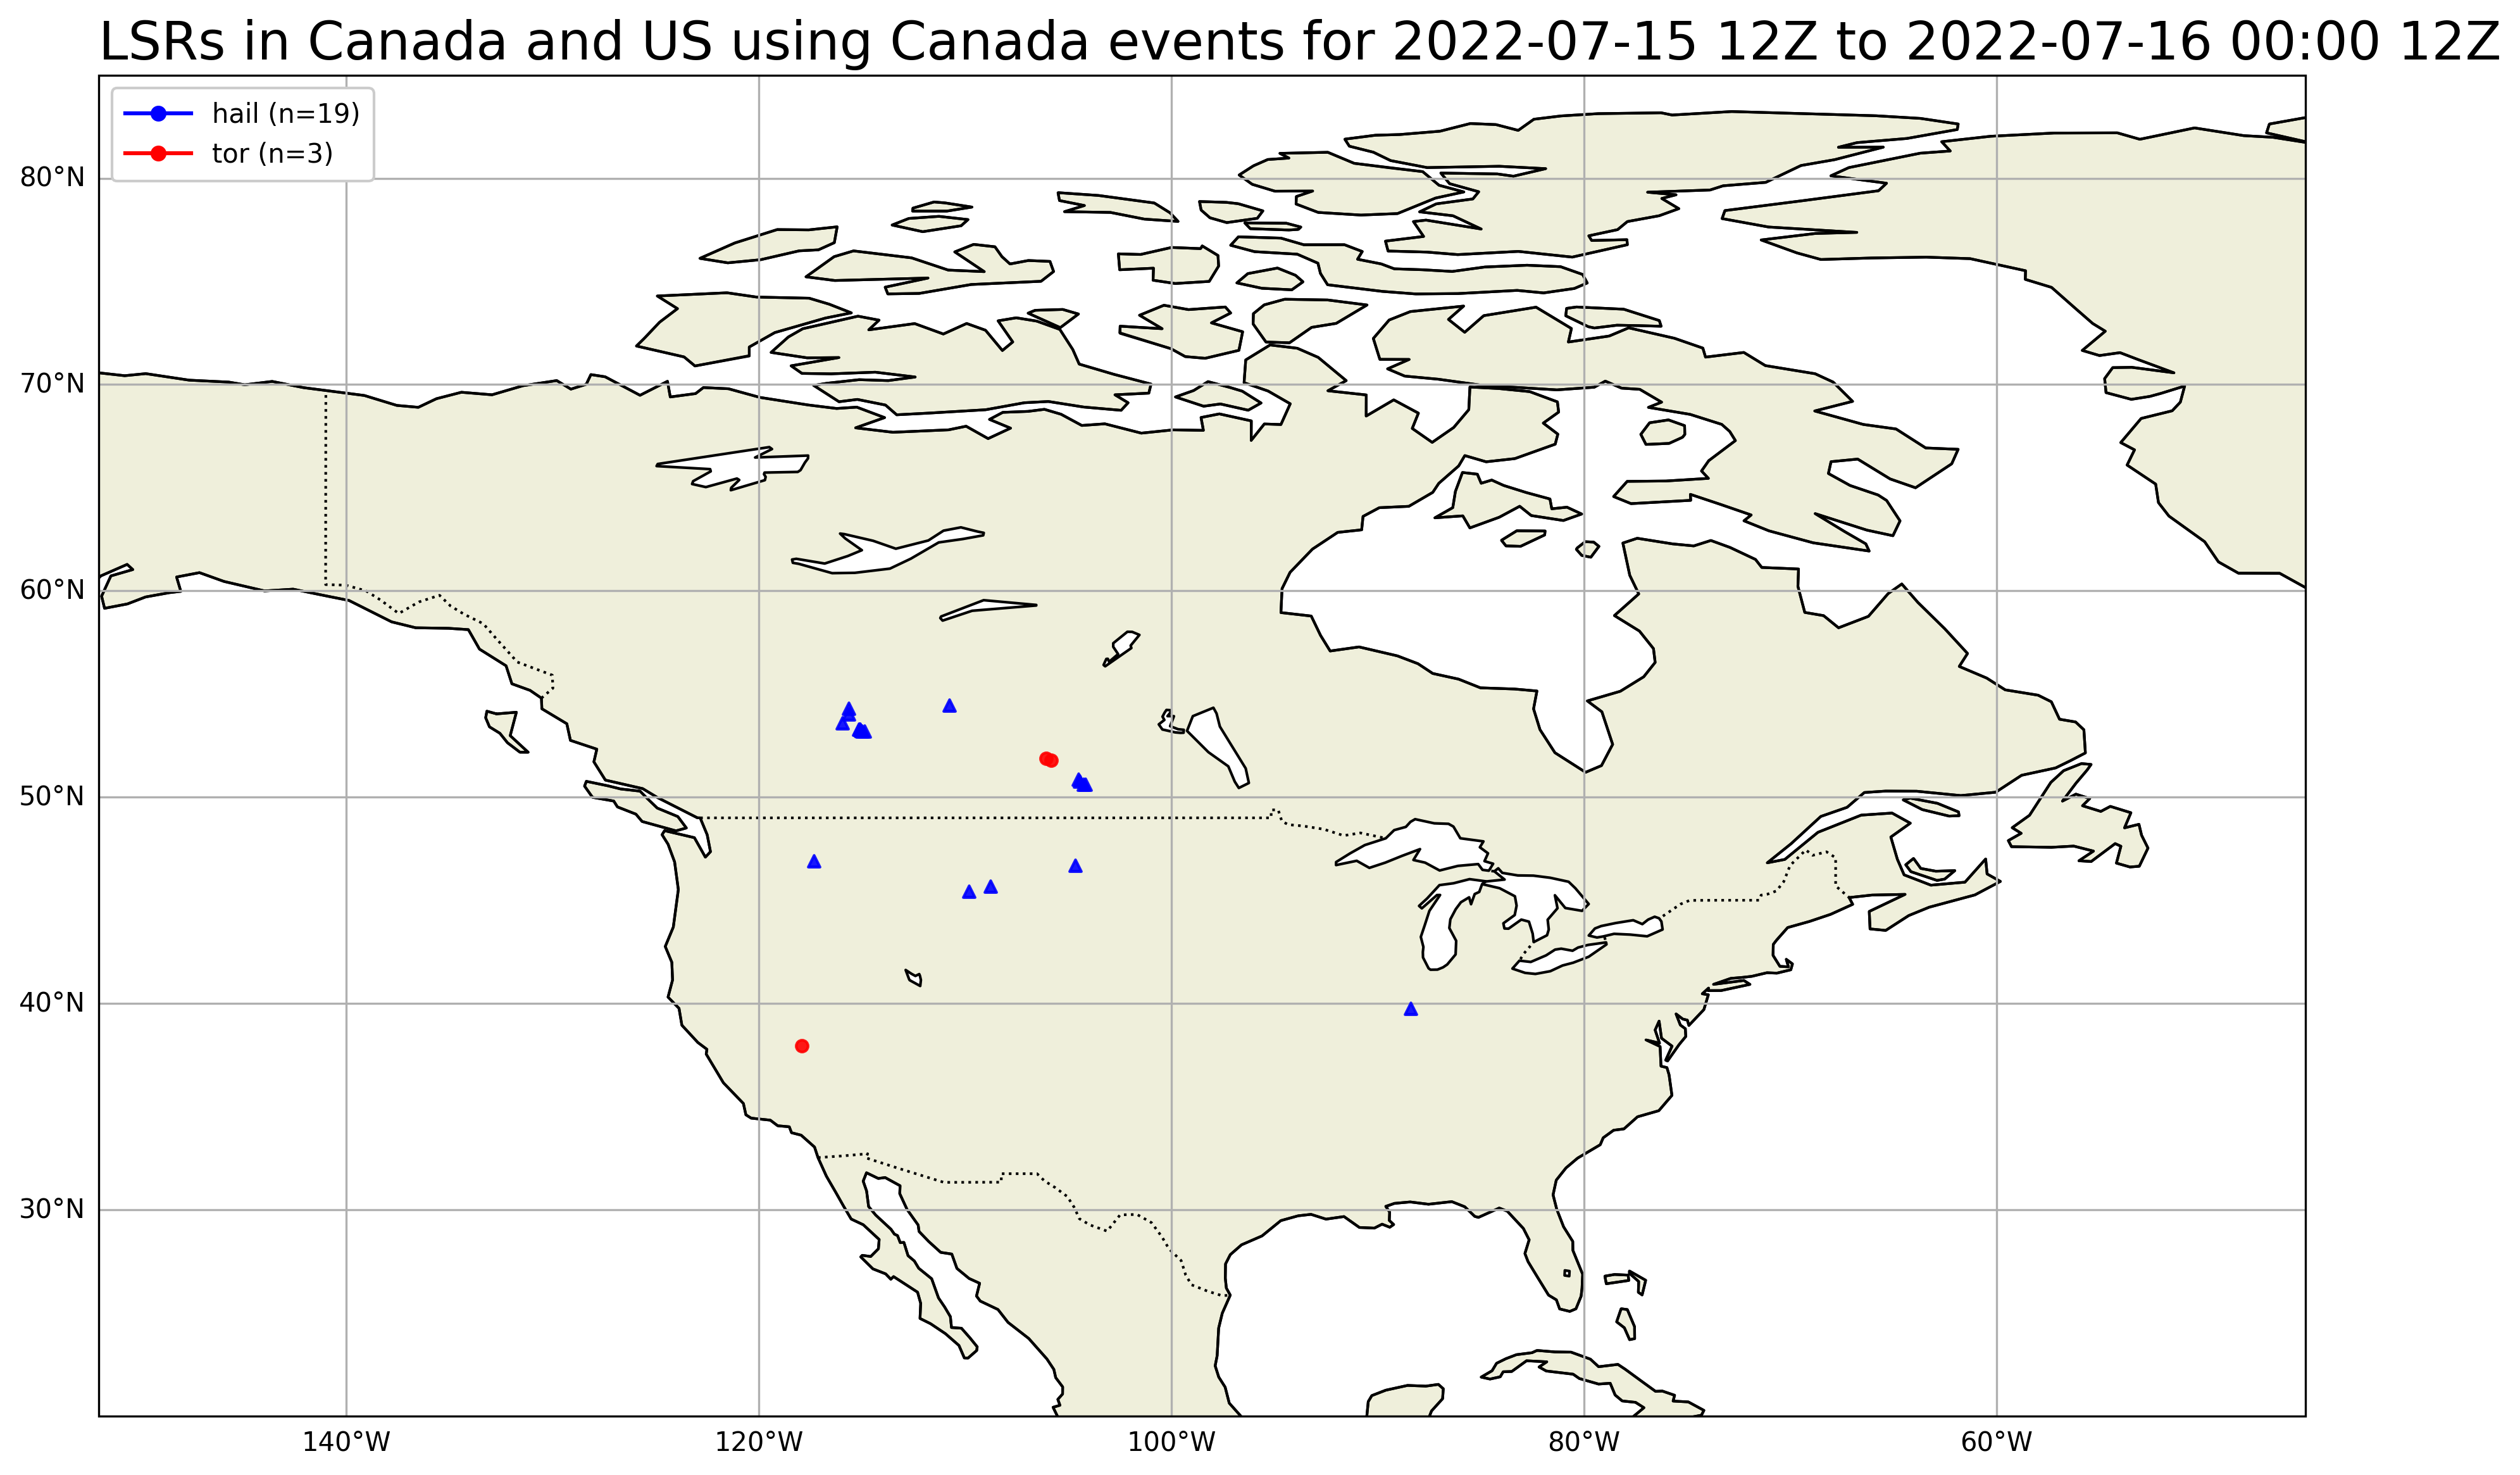 LSRs in Canada and US using Canada events for 2022-07-15 12Z to 2022-07-16 00:00 12Z
hail (n=19)
tor (n=3)
80°N
70°N
60°N
50°N
40°N
30°N
140°W
120°W
100°W
80°W
60°W